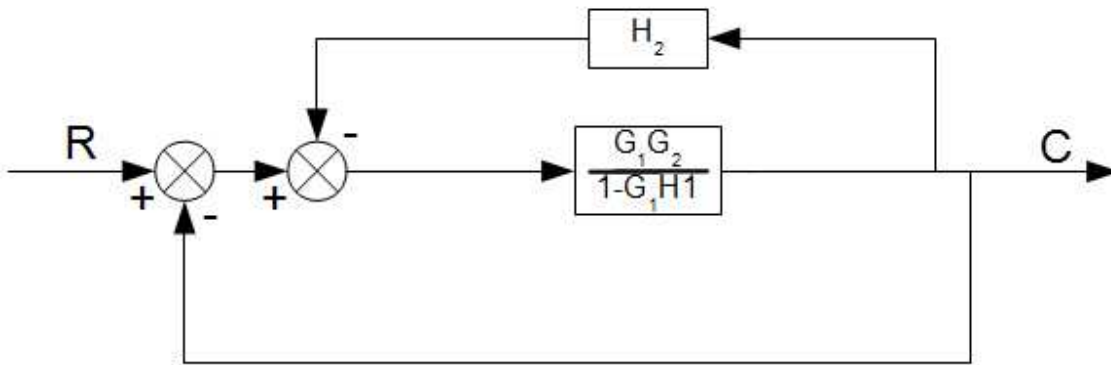 H₂
R
+
-
+
-
G₁G₂
1-G₁H1
C